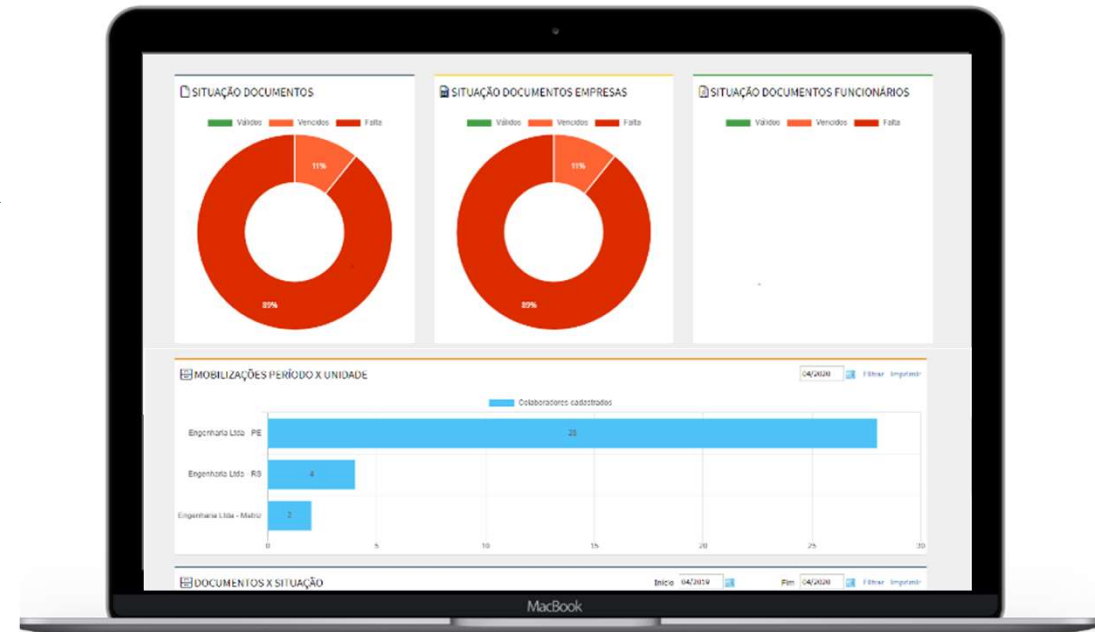 SITUAÇÃO DOCUMENTOS
Válidos Vencidos Falta
11%
89%
SITUAÇÃO DOCUMENTOS EMPRESAS
Válidos Vencidos Falta
11%
89%
SITUAÇÃO DOCUMENTOS FUNCIONÁRIOS
Válidos Vencidos Falta
MOBILIZAÇÕES PERÍODO X UNIDADE
04/2020 Filtrar Imprimir
Colaboradores cadastrados
Engenharia Ltda - PE
28
Engenharia Ltda - RS
4
Engenharia Ltda - Matriz
2
0 5 10 15 20 25 30
DOCUMENTOS X SITUAÇÃO
Início 04/2019 Fim 04/2020 Filtrar Imprimir
MacBook